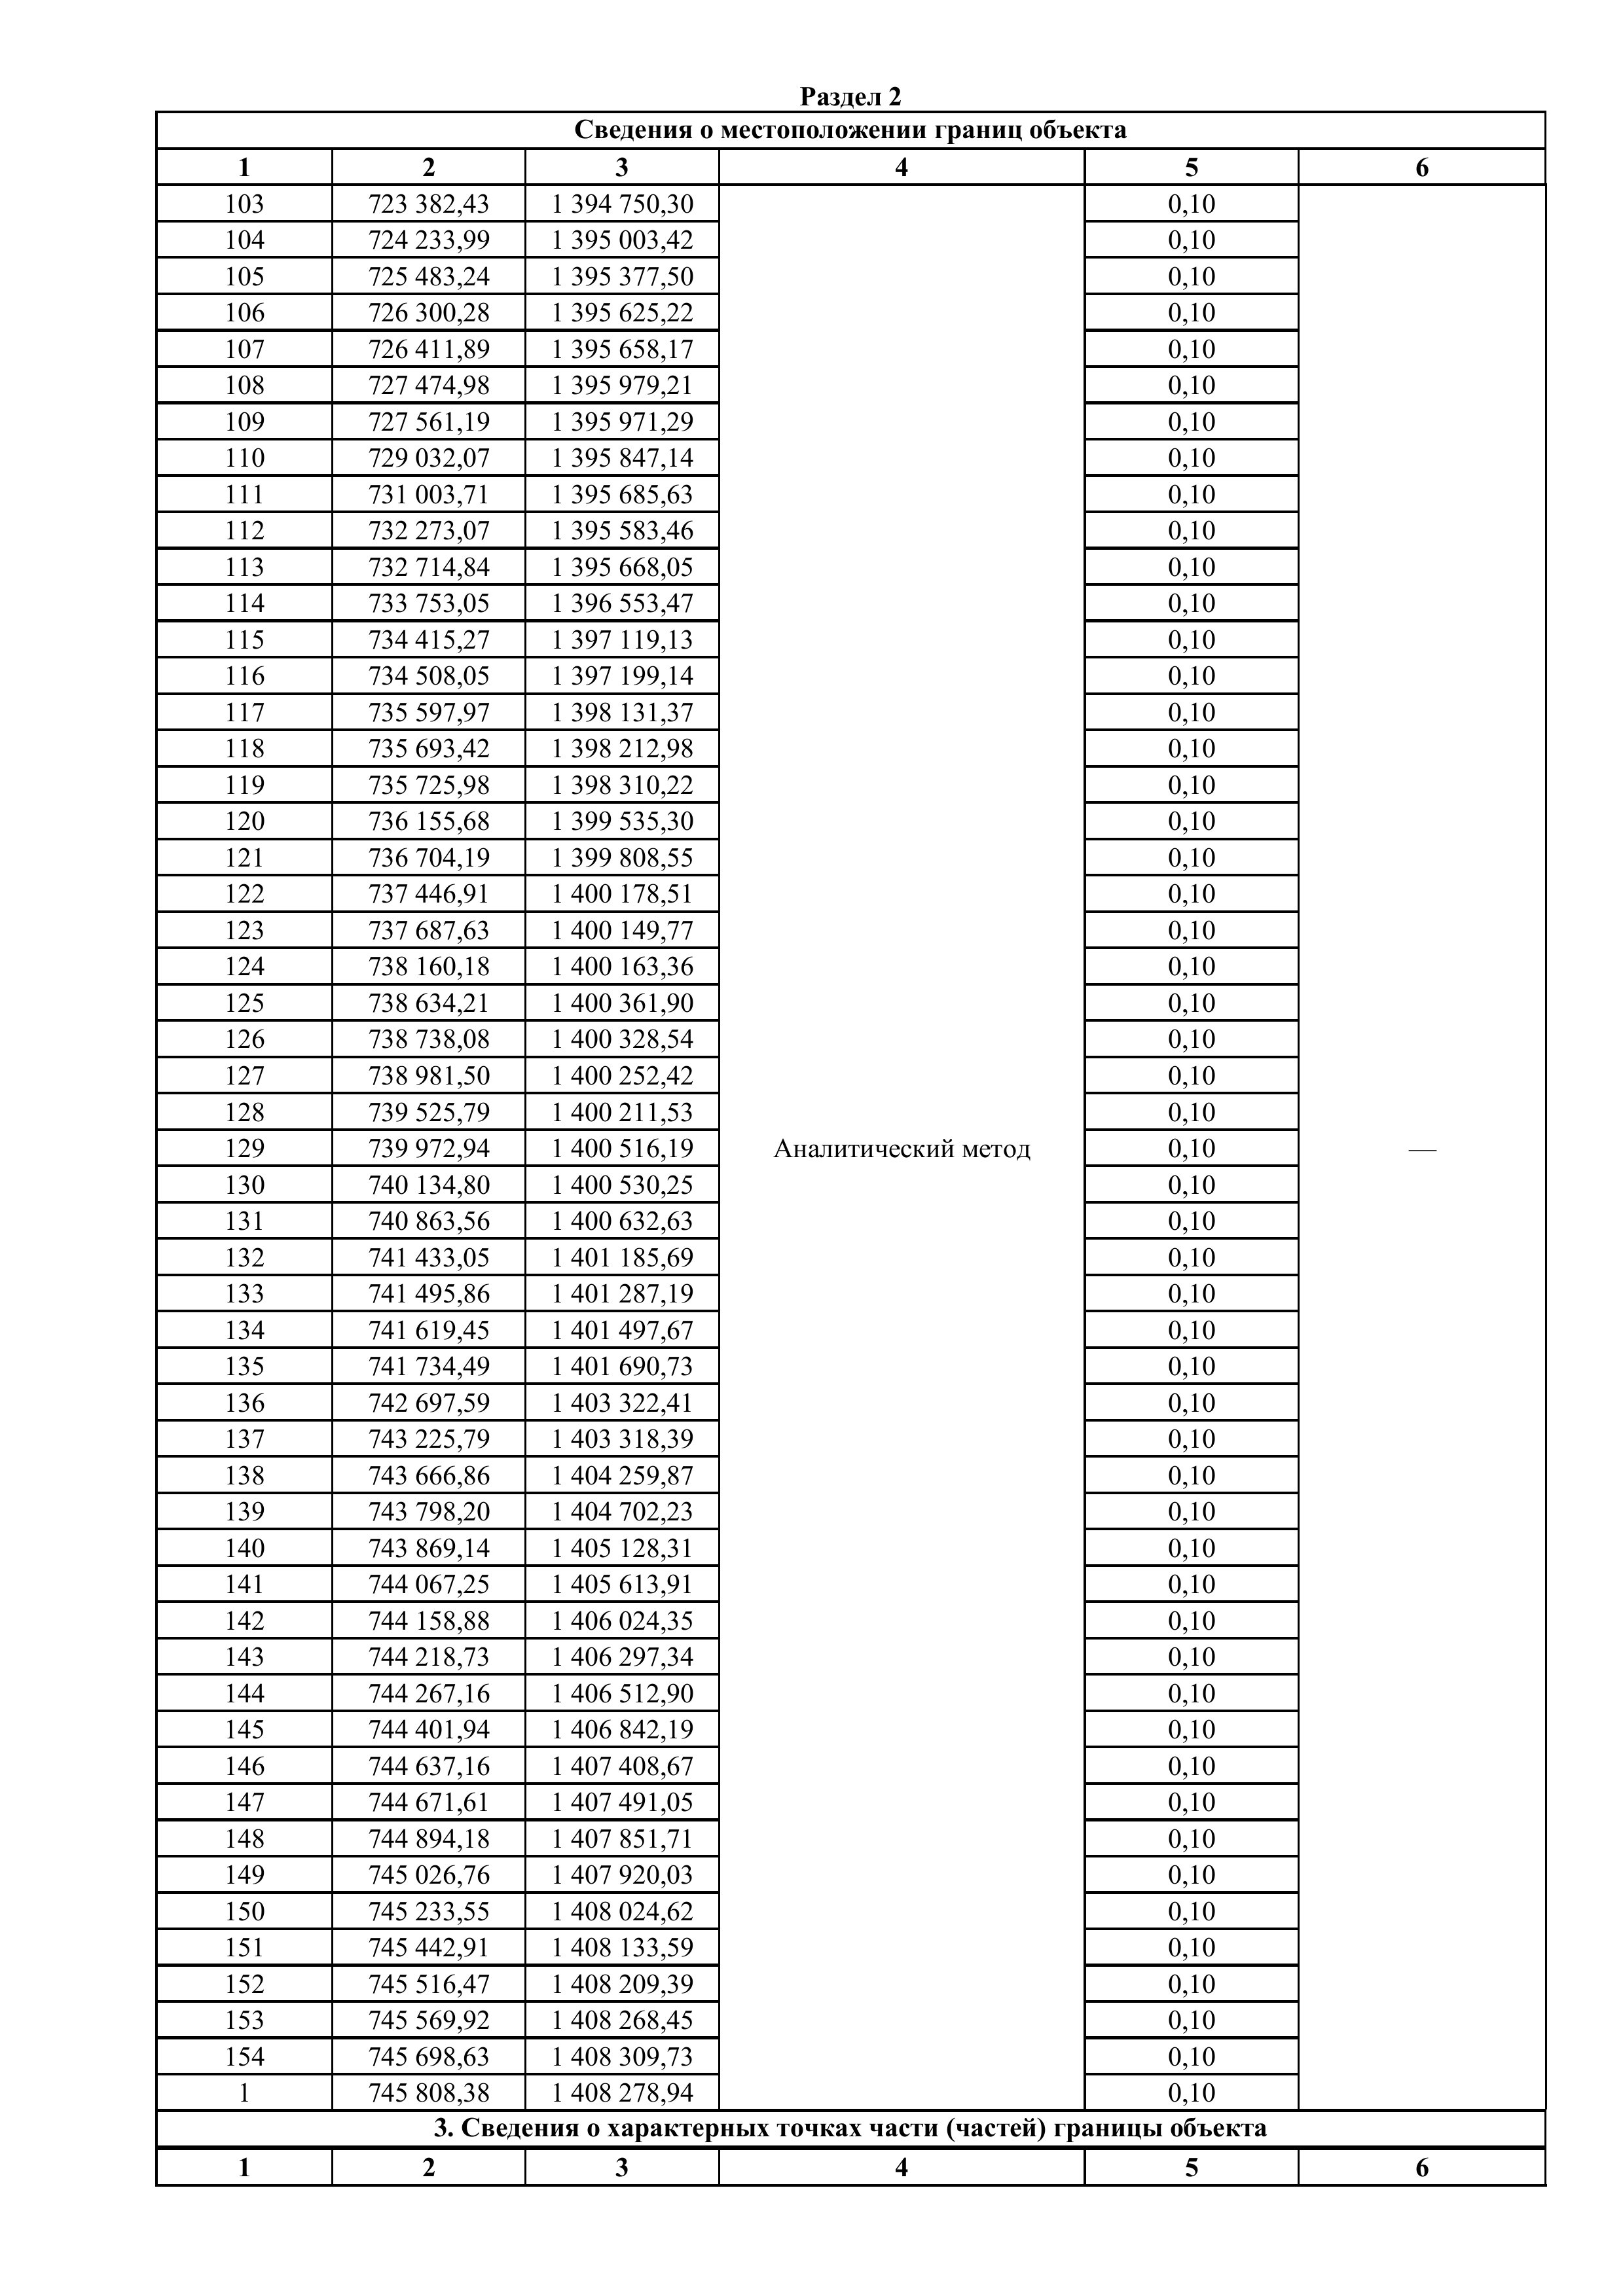 Раздел 2
Сведения о местоположении границ объекта
1 2 3 4 5 6
103 723 382,43 1 394 750,30 0,10
104 724 233,99 1 395 003,42 0,10
105 725 483,24 1 395 377,50 0,10
106 726 300,28 1 395 625,22 0,10
107 726 411,89 1 395 658,17 0,10
108 727 474,98 1 395 979,21 0,10
109 727 561,19 1 395 971,29 0,10
110 729 032,07 1 395 847,14 0,10
111 731 003,71 1 395 685,63 0,10
112 732 273,07 1 395 583,46 0,10
113 732 714,84 1 395 668,05 0,10
114 733 753,05 1 396 553,47 0,10
115 734 415,27 1 397 119,13 0,10
116 734 508,05 1 397 199,14 0,10
117 735 597,97 1 398 131,37 0,10
118 735 693,42 1 398 212,98 0,10
119 735 725,98 1 398 310,22 0,10
120 736 155,68 1 399 535,30 0,10
121 736 704,19 1 399 808,55 0,10
122 737 446,91 1 400 178,51 0,10
123 737 687,63 1 400 149,77 0,10
124 738 160,18 1 400 163,36 0,10
125 738 634,21 1 400 361,90 0,10
126 738 738,08 1 400 328,54 0,10
127 738 981,50 1 400 252,42 0,10
128 739 525,79 1 400 211,53 0,10
129 739 972,94 1 400 516,19 Аналитический метод 0,10 —
130 740 134,80 1 400 530,25 0,10
131 740 863,56 1 400 632,63 0,10
132 741 433,05 1 401 185,69 0,10
133 741 495,86 1 401 287,19 0,10
134 741 619,45 1 401 497,67 0,10
135 741 734,49 1 401 690,73 0,10
136 742 697,59 1 403 322,41 0,10
137 743 225,79 1 403 318,39 0,10
138 743 666,86 1 404 259,87 0,10
139 743 798,20 1 404 702,23 0,10
140 743 869,14 1 405 128,31 0,10
141 744 067,25 1 405 613,91 0,10
142 744 158,88 1 406 024,35 0,10
143 744 218,73 1 406 297,34 0,10
144 744 267,16 1 406 512,90 0,10
145 744 401,94 1 406 842,19 0,10
146 744 637,16 1 407 408,67 0,10
147 744 671,61 1 407 491,05 0,10
148 744 894,18 1 407 851,71 0,10
149 745 026,76 1 407 920,03 0,10
150 745 233,55 1 408 024,62 0,10
151 745 442,91 1 408 133,59 0,10
152 745 516,47 1 408 209,39 0,10
153 745 569,92 1 408 268,45 0,10
154 745 698,63 1 408 309,73 0,10
1 745 808,38 1 408 278,94 0,10
3. Сведения о характерных точках части (частей) границы объекта
1 2 3 4 5 6